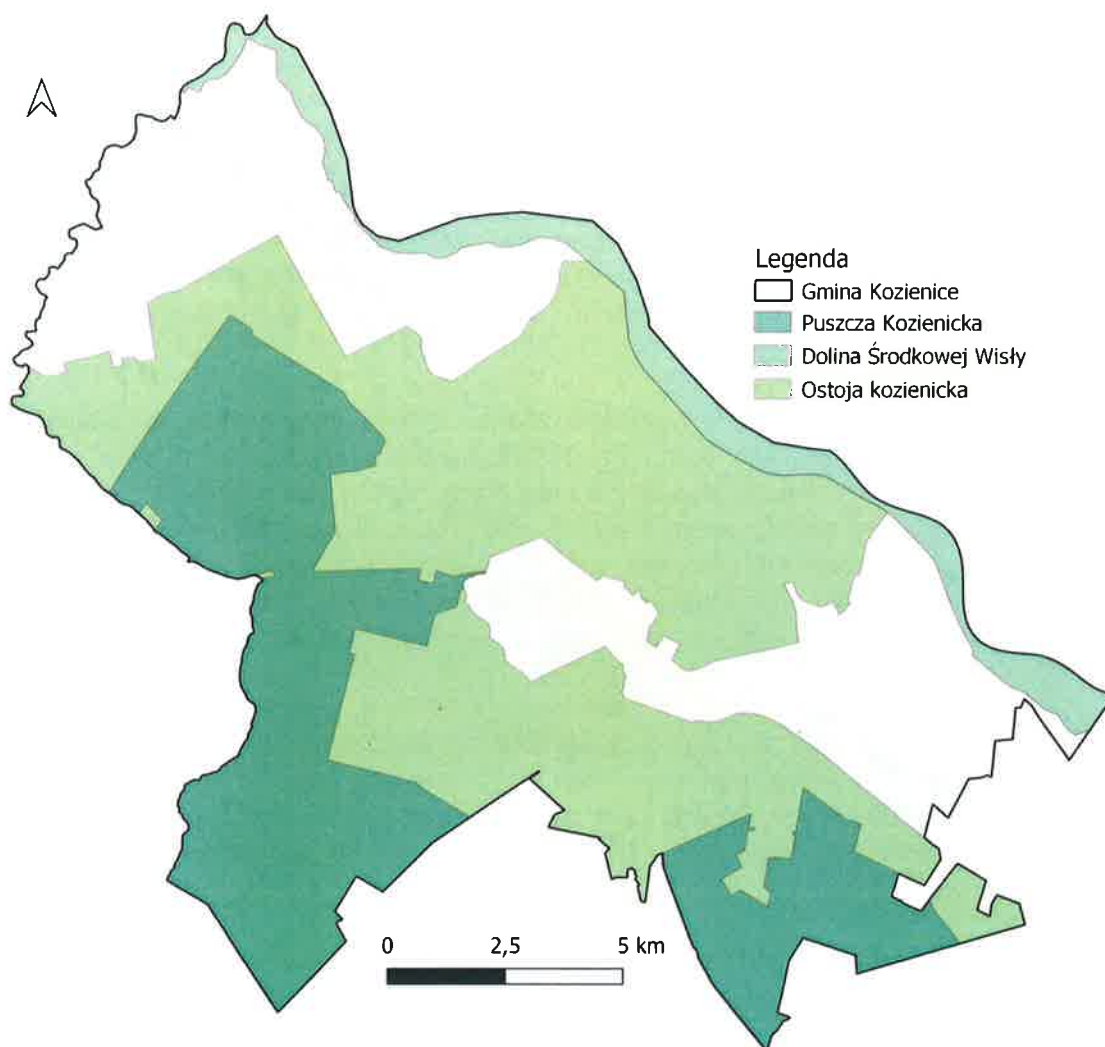 Legenda
Gmina Kozienice
Puszcza Kozienicka
Dolina Środkowej Wisły
Ostoja kozienicka
0 2,5 5 km